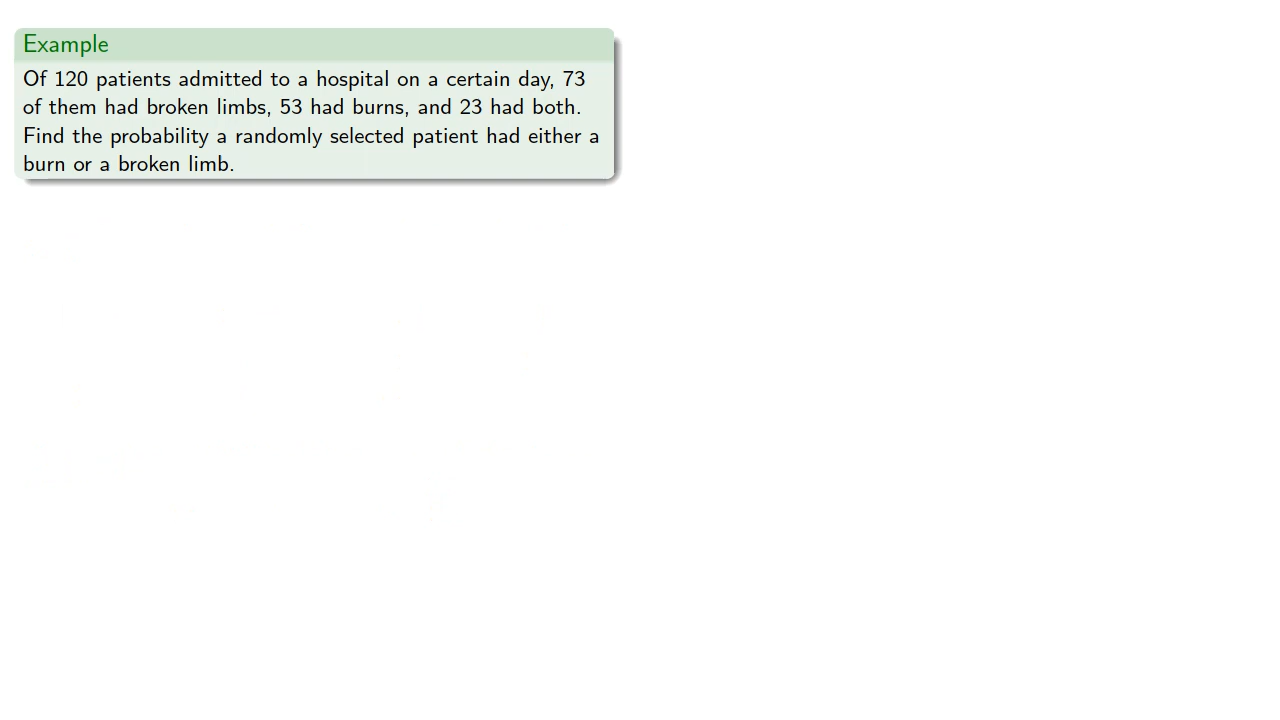 Example
Of 120 patients admitted to a hospital on a certain day, 73
of them had broken limbs, 53 had burns, and 23 had both.
Find the probability a randomly selected patient had either a
burn or a broken limb.